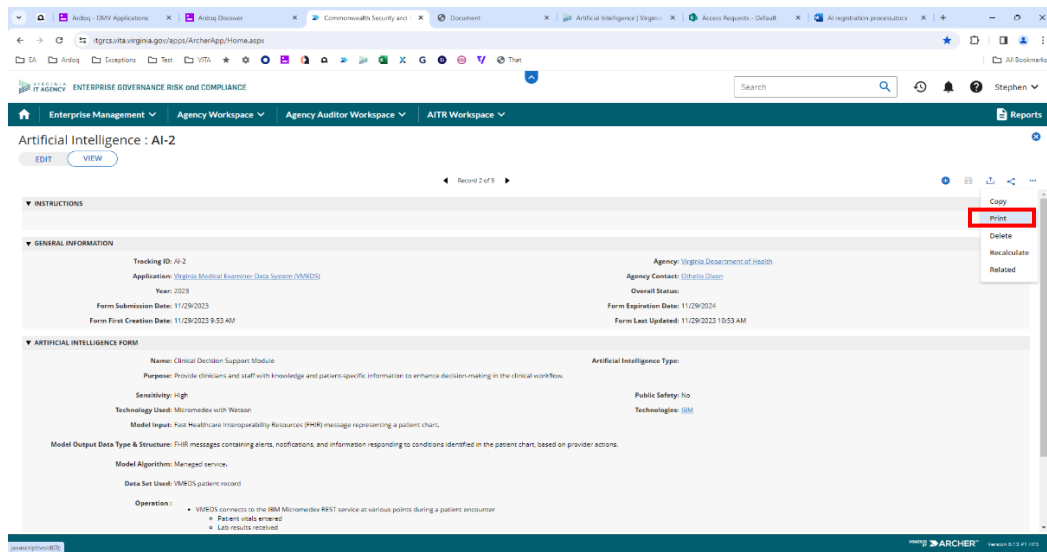 Ardoq - DMV Applications
Ardoq Discover
Commonwealth Security and
Document
Artificial Intelligence | Virginia
Access Requests - Default
AI registration process.docx
itgrcs.vita.virginia.gov/apps/ArcherApp/Home.aspx
EA Ardoq Exceptions Test VITA X G That All Bookmarks
VIRGINIA
IT AGENCY ENTERPRISE GOVERNANCE RISK and COMPLIANCE Search Stephen
Enterprise Management Agency Workspace Agency Auditor Workspace AITR Workspace Reports
Artificial Intelligence : AI-2
EDIT VIEW
Record 2 of 3
Copy
Print
Delete
Recalculate
Related
INSTRUCTIONS
GENERAL INFORMATION
Tracking ID: AI-2 Agency: Virginia Department of Health
Application: Virginia Medical Examiner Data System (VMEDS) Agency Contact: Othello Dixon
Year: 2023 Overall Status:
Form Submission Date: 11/29/2023 Form Expiration Date: 11/29/2024
Form First Creation Date: 11/29/2023 9:53 AM Form Last Updated: 11/29/2023 10:53 AM
ARTIFICIAL INTELLIGENCE FORM
Name: Clinical Decision Support Module Artificial Intelligence Type:
Purpose: Provide clinicians and staff with knowledge and patient-specific information to enhance decision-making in the clinical workflow.
Sensitivity: High Public Safety: No
Technology Used: Micromedex with Watson Technologies: IBM
Model Input: Fast Healthcare Interoperability Resources (FHIR) message representing a patient chart.
Model Output Data Type & Structure: FHIR messages containing alerts, notifications, and information responding to conditions identified in the patient chart, based on provider actions.
Model Algorithm: Managed service.
Data Set Used: VMEDS patient record
Operation :
• VMEDS connects to the IBM Micromedex REST service at various points during a patient encounter
Patient vitals entered
Lab results received
javascript:void(0);
POWERED BY ARCHER